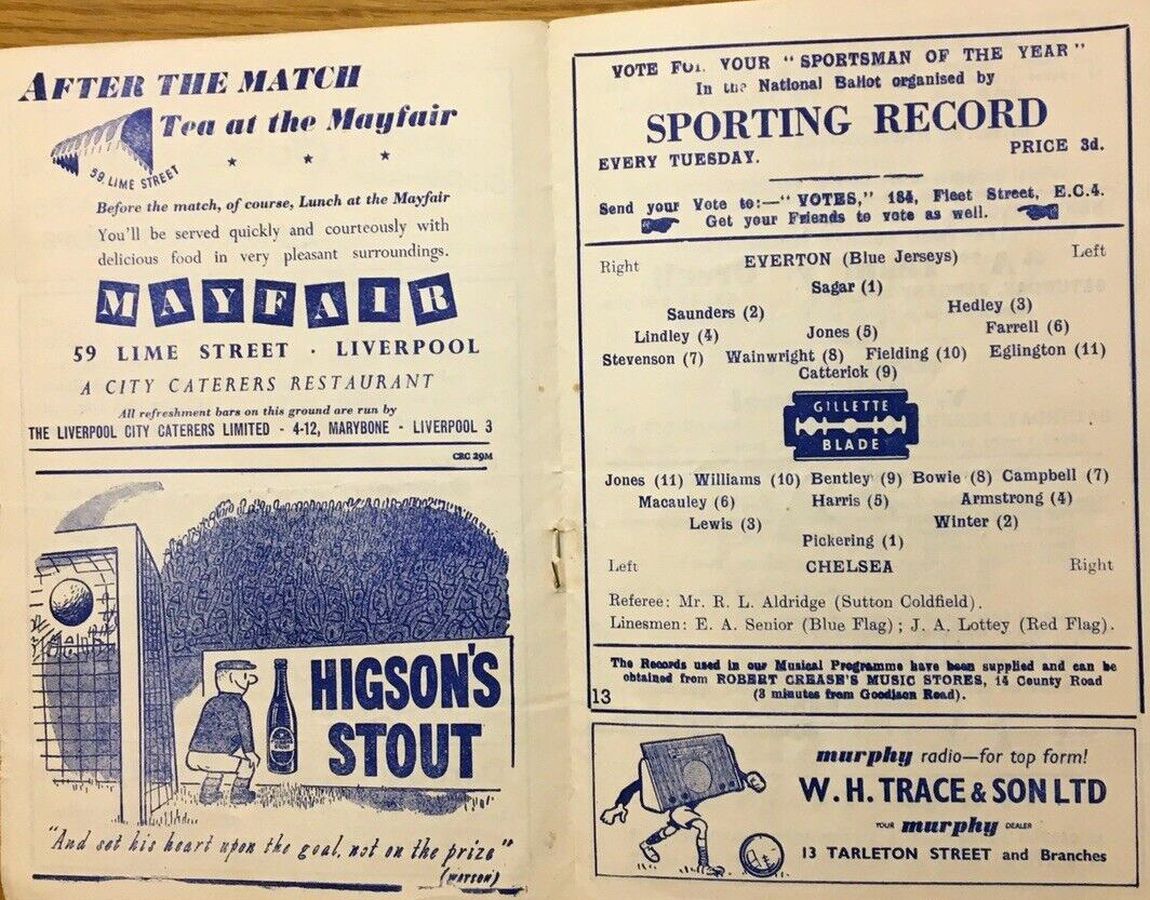 AFTER THE MATCH
Tea at the Mayfair
59, LIME STREET
Before the match, of course, Lunch at the Mayfair
You'll be served quickly and courteously with
delicious food in very pleasant surroundings.
MAYFAIR
59 LIME STREET · LIVERPOOL
A CITY CATERERS RESTAURANT
All refreshment bars on this ground are run by
THE LIVERPOOL CITY CATERERS LIMITED - 4-12, MARYBONE - LIVERPOOL 3
CRC 29M
HIGSON'S
STOUT
"And set his heart upon the goal, not on the prize"
(WATSON)
VOTE FOR YOUR "SPORTSMAN OF THE YEAR"
In the National Ballot organised by
SPORTING RECORD
EVERY TUESDAY. PRICE 3d.
Send your Vote to:—"VOTES," 184, Fleet Street, E.C.4.
Get your Friends to vote as well.
Right EVERTON (Blue Jerseys) Left
Sagar (1)
Saunders (2) Hedley (3)
Lindley (4) Jones (5) Farrell (6)
Stevenson (7) Wainwright (8) Fielding (10) Eglington (11)
Catterick (9)
GILLETTE
BLADE
Jones (11) Williams (10) Bentley (9) Bowie (8) Campbell (7)
Macauley (6) Harris (5) Armstrong (4)
Lewis (3) Winter (2)
Pickering (1)
Left CHELSEA Right
Referee: Mr. R. L. Aldridge (Sutton Coldfield).
Linesmen: E. A. Senior (Blue Flag); J. A. Lottey (Red Flag).
The Records used in our Musical Programme have been supplied and can be
obtained from ROBERT CREASE'S MUSIC STORES, 14 County Road
(3 minutes from Goodison Road).
13
murphy radio—for top form!
W. H. TRACE & SON LTD
YOUR murphy DEALER
13 TARLETON STREET and Branches